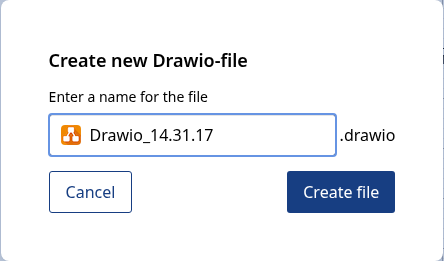 Create new Drawio-file
Enter a name for the file
Drawio_14.31.17 .drawio
Cancel Create file